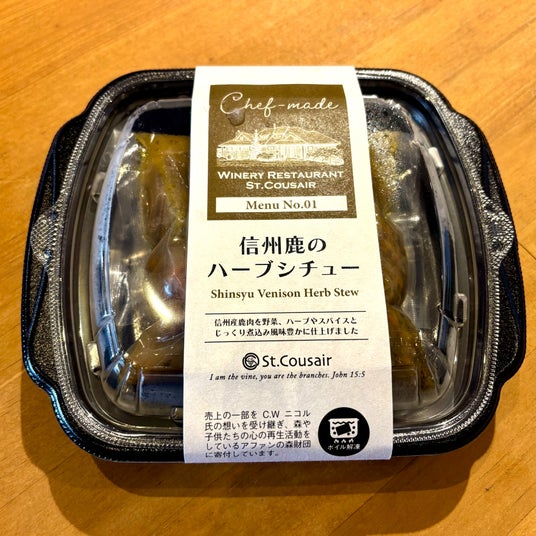 Chef-made
WINERY RESTAURANT
ST.COUSAIR
Menu No.01
信州鹿の
ハーブシチュー
Shinsyu Venison Herb Stew
信州産鹿肉を野菜、ハーブやスパイスと
じっくり煮込み風味豊かに仕上げました
St.Cousair
I am the vine, you are the branches. John 15:5
売上の一部を C.W ニコル
氏の想いを受け継ぎ、森や
子供たちの心の再生活動を
しているアファンの森財団
に寄付しています。
ボイル解凍